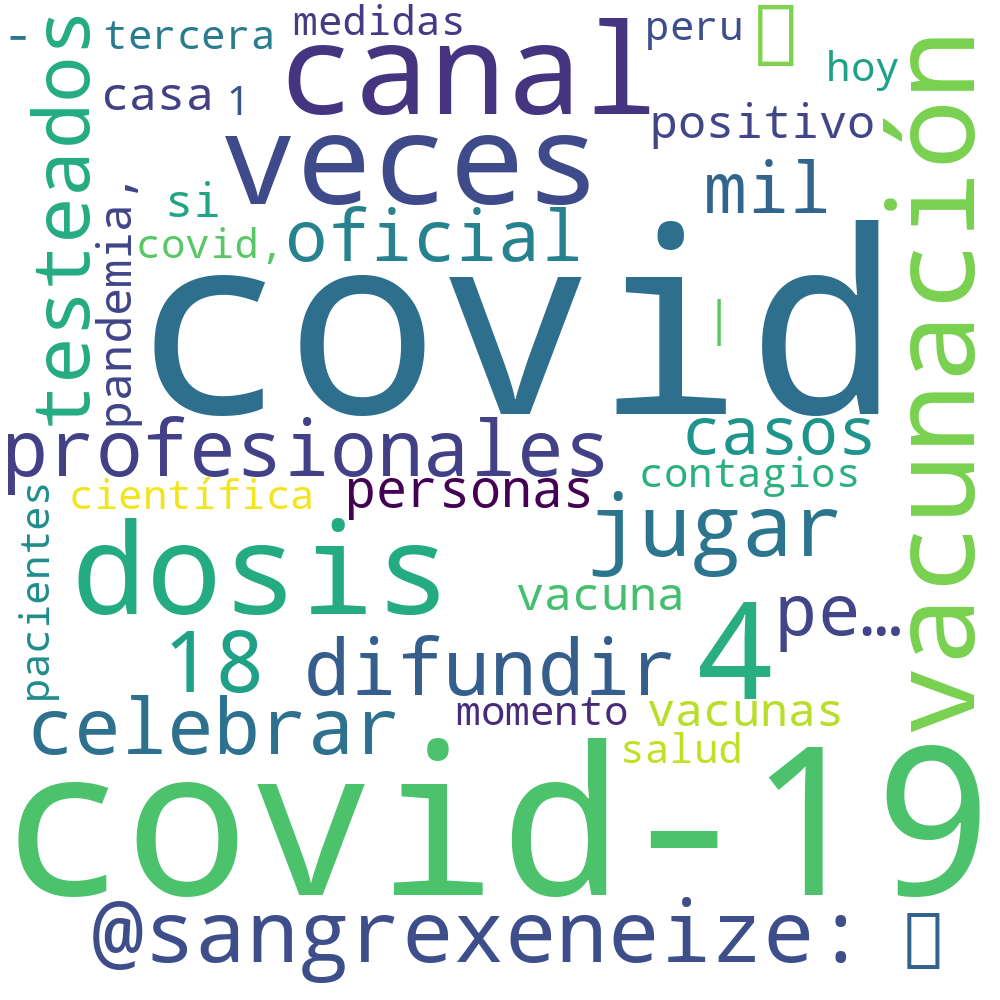 - tercera medidas peru
canal
casa 1
hoy
testeados
veces
positivo
vacunación
pandemia,
si
mil
covid,
oficial
covid
|
profesionales
casos
contagios
pacientes
científica
personas
jugar
dosis
vacuna
pe...
18
difundir
4
celebrar
momento
vacunas
salud
covid-19
@sangrexeneize: